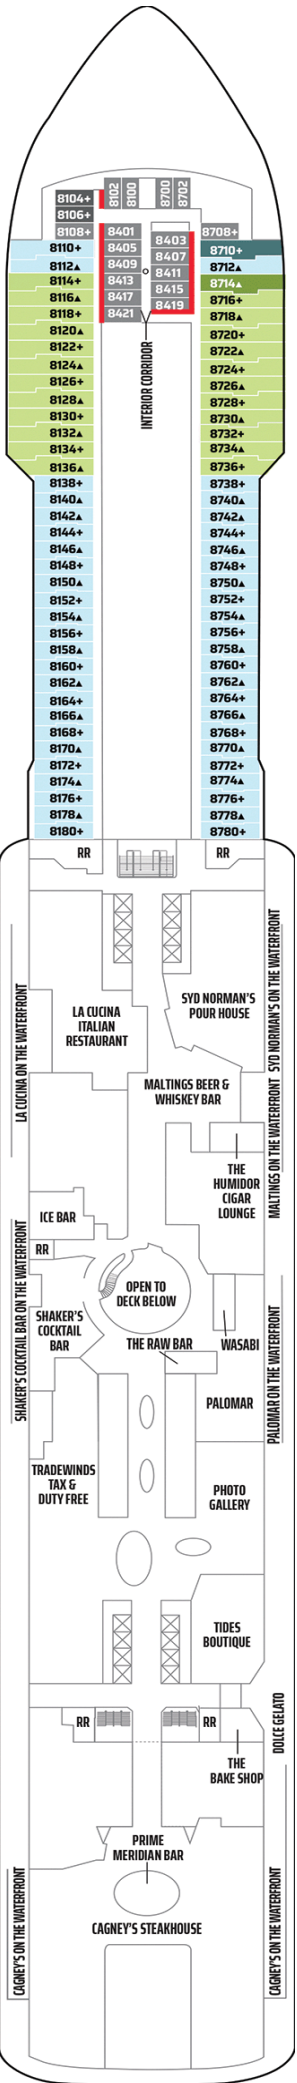 8102
8100
8700
8702
8104+
8106+
8108+
8401
8405
8409
8413
8417
8421
8403
8407
8411
8415
8419
8708+
INTERIOR CORRIDOR
8110+
8112▲
8114+
8116▲
8118+
8120▲
8122+
8124▲
8126+
8128▲
8130+
8132▲
8134+
8136▲
8138+
8140▲
8142▲
8144+
8146▲
8148+
8150▲
8152+
8154▲
8156+
8158▲
8160+
8162▲
8164+
8166▲
8168+
8170▲
8172+
8174▲
8176+
8178▲
8180+
8710+
8712▲
8714▲
8716+
8718▲
8720+
8722▲
8724+
8726▲
8728+
8730▲
8732+
8734▲
8736+
8738+
8740▲
8742▲
8744+
8746▲
8748+
8750▲
8752+
8754▲
8756+
8758▲
8760+
8762▲
8764+
8766▲
8768+
8770▲
8772+
8774▲
8776+
8778▲
8780+
RR
RR
LA CUCINA ON THE WATERFRONT
LA CUCINA
ITALIAN
RESTAURANT
SYD NORMAN'S
POUR HOUSE
SYD NORMAN'S ON THE WATERFRONT
MALTINGS BEER &
WHISKEY BAR
MALTINGS ON THE WATERFRONT
THE
HUMIDOR
CIGAR
LOUNGE
ICE BAR
RR
SHAKER'S COCKTAIL BAR ON THE WATERFRONT
OPEN TO
DECK BELOW
SHAKER'S
COCKTAIL
BAR
THE RAW BAR
WASABI
PALOMAR ON THE WATERFRONT
PALOMAR
TRADEWINDS
TAX &
DUTY FREE
PHOTO
GALLERY
TIDES
BOUTIQUE
RR
RR
DOLCE GELATO
THE
BAKE SHOP
PRIME
MERIDIAN BAR
CAGNEY'S ON THE WATERFRONT
CAGNEY'S STEAKHOUSE
CAGNEY'S ON THE WATERFRONT